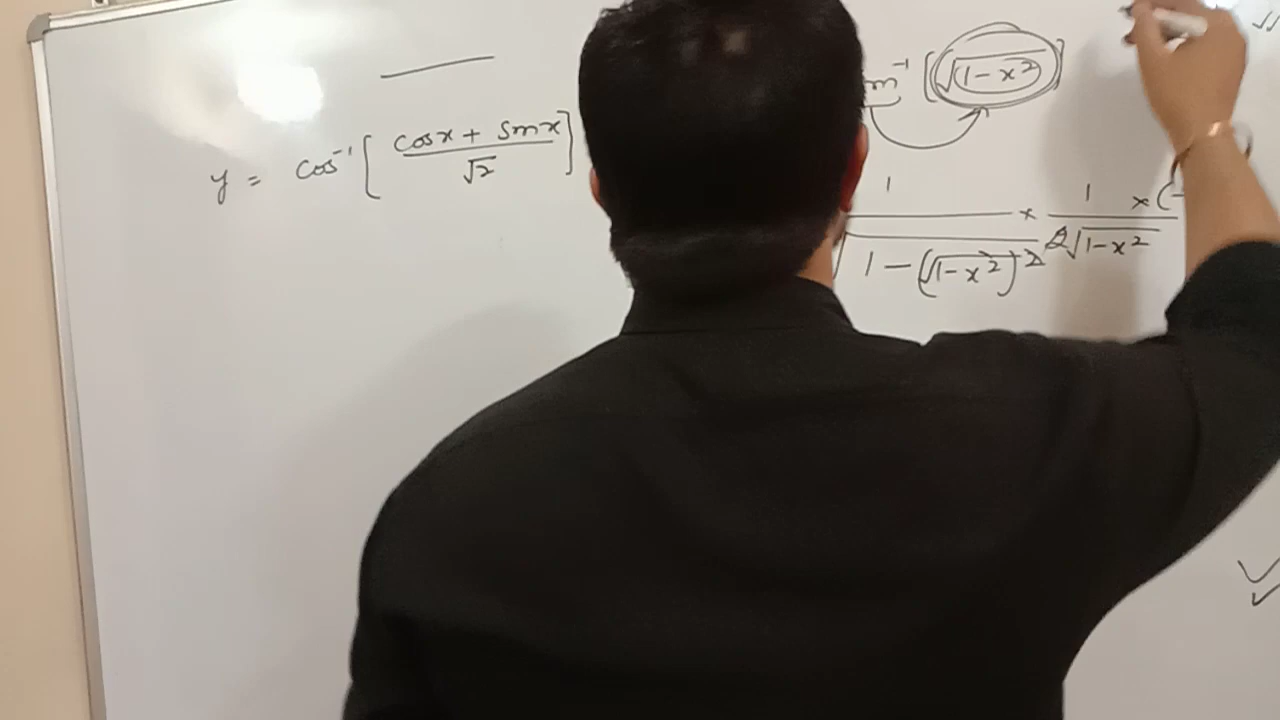 y = cos⁻¹ [ (cosx + sinx)/√2 ]
⁻¹ [√(1-x²)]
1/√(1-(√(1-x²))²) × 1/(2√(1-x²)) × (-